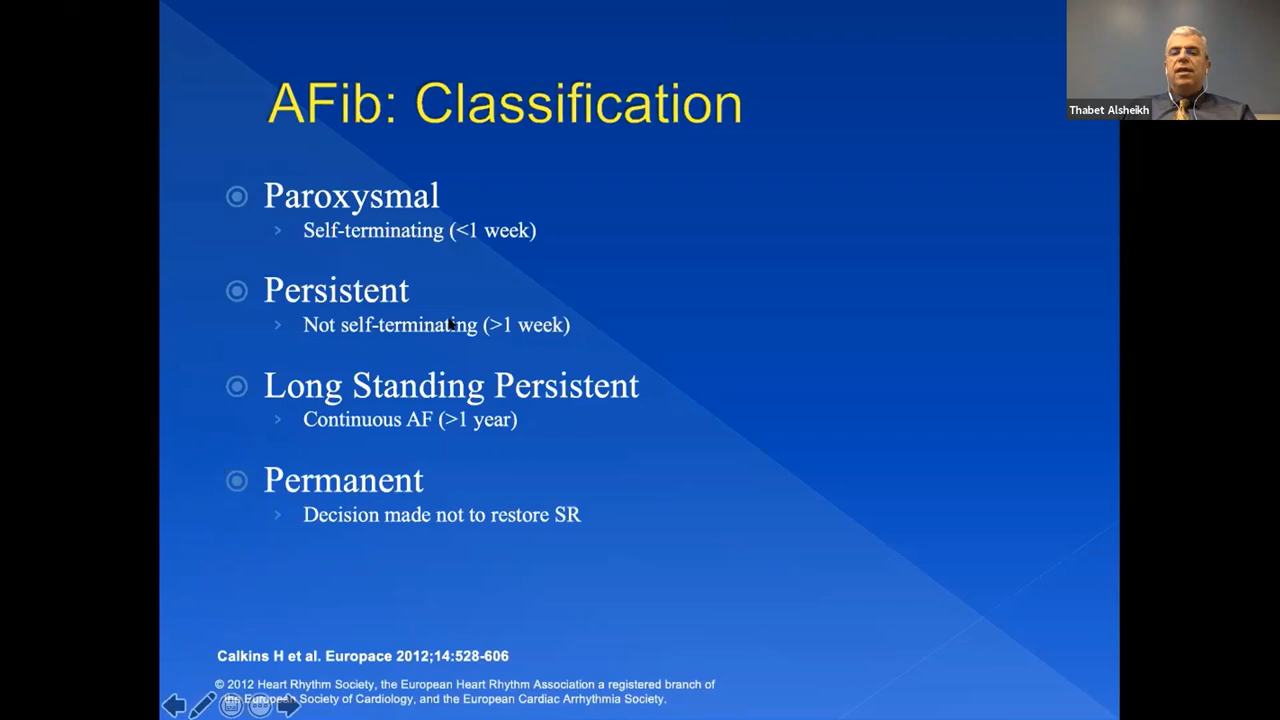 AFib: Classification
Thabet Alsheikh
Paroxysmal
Self-terminating (<1 week)
Persistent
Not self-terminating (>1 week)
Long Standing Persistent
Continuous AF (>1 year)
Permanent
Decision made not to restore SR
Calkins H et al. Europace 2012;14:528-606
© 2012 Heart Rhythm Society, the European Heart Rhythm Association a registered branch of
the European Society of Cardiology, and the European Cardiac Arrhythmia Society.